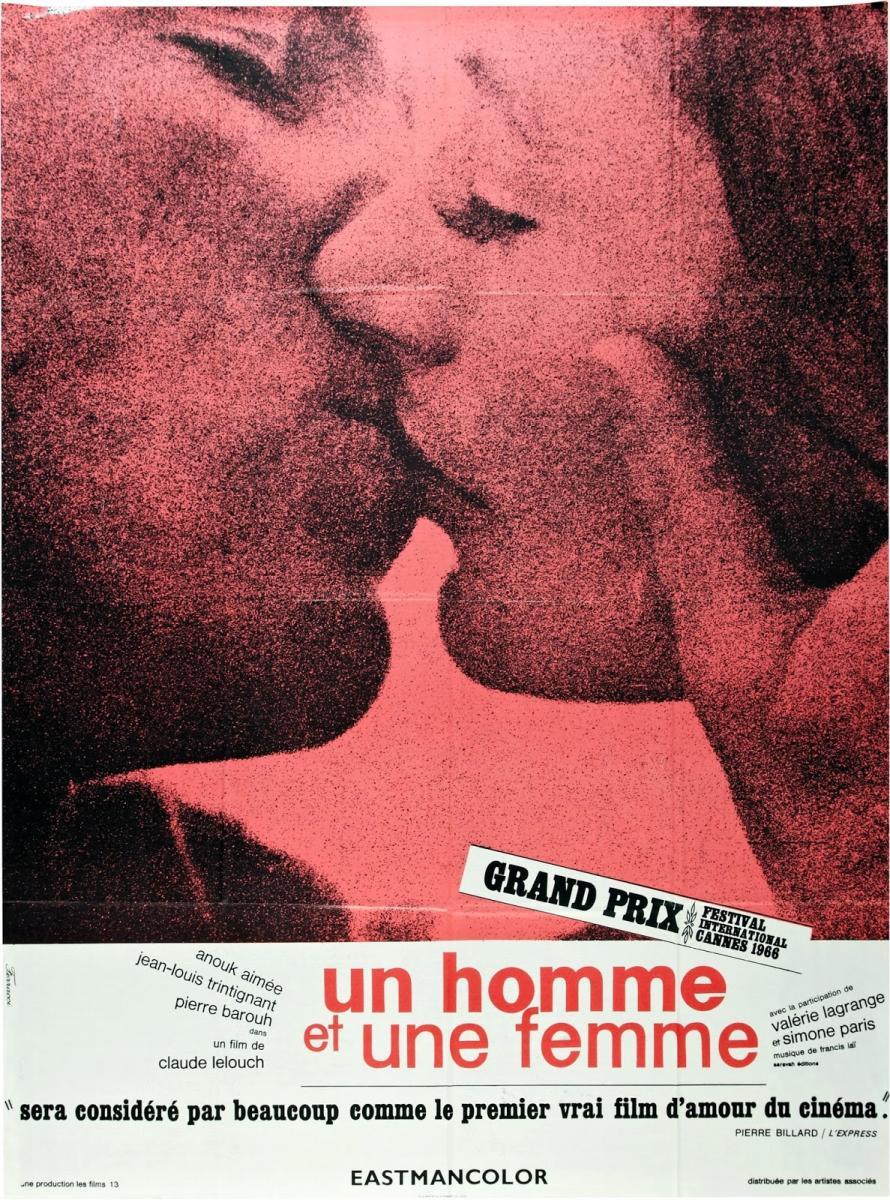 GRAND PRIX
FESTIVAL
INTERNATIONAL
CANNES 1966
anouk aimée
jean-louis trintignant
pierre barouh
dans
un film de
claude lelouch
un homme
et une femme
avec la participation de
valérie lagrange
et simone paris
musique de francis laï
saravah éditions
"sera considéré par beaucoup comme le premier vrai film d'amour du cinéma."
PIERRE BILLARD / L'EXPRESS
une production les films 13
EASTMANCOLOR
distribuée par les artistes associés